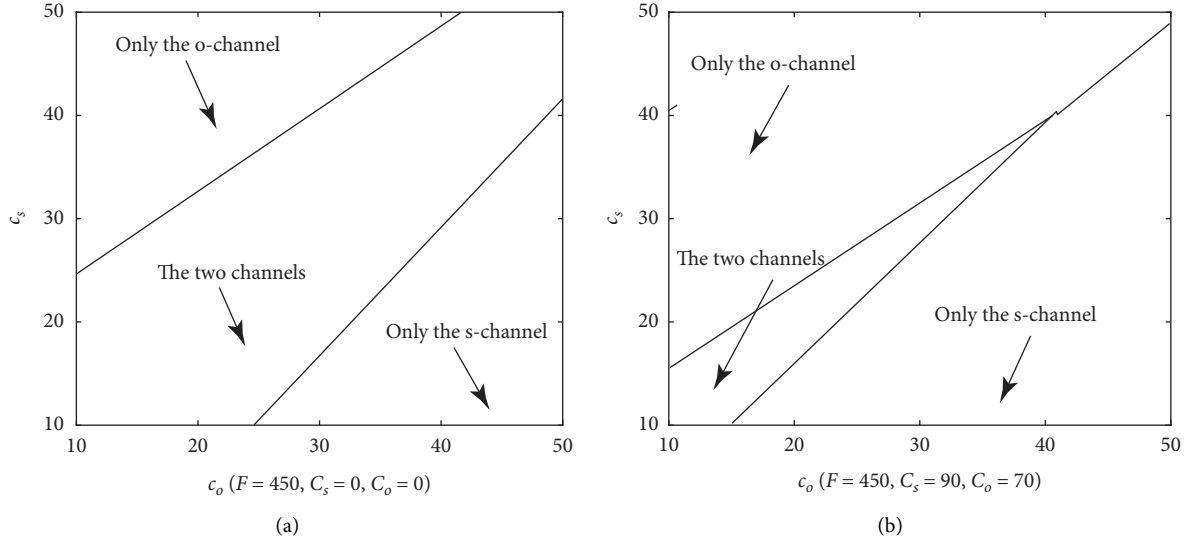 50
40
30
20
10
c_s
Only the o-channel
The two channels
Only the s-channel
10 20 30 40 50
c_o (F = 450, C_s = 0, C_o = 0)
(a)
50
40
30
20
10
c_s
Only the o-channel
The two channels
Only the s-channel
10 20 30 40 50
c_o (F = 450, C_s = 90, C_o = 70)
(b)